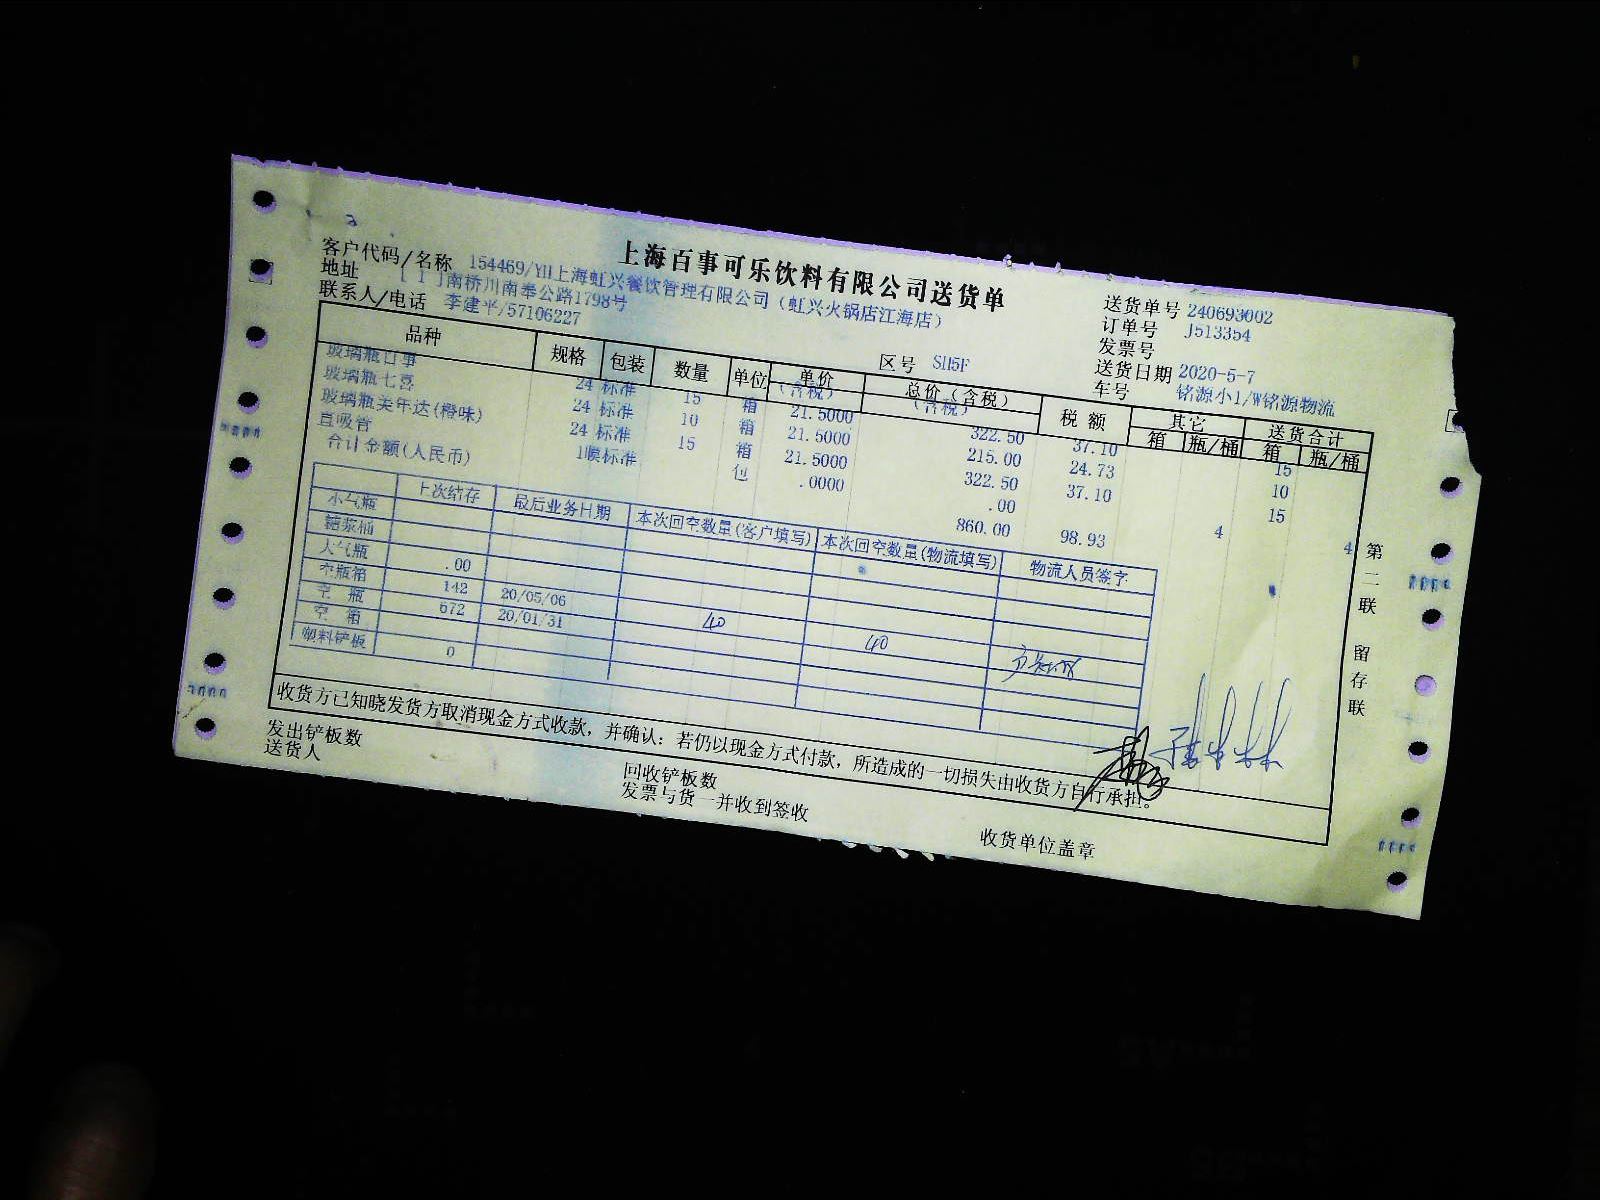 上海百事可乐饮料有限公司送货单
客户代码/名称 154469/YH上海虹兴餐饮管理有限公司（虹兴火锅店江海店）
地址 南桥川南奉公路1798号
联系人/电话 李建平/57106227
区号 SH5F
送货单号 240693002
订单号 J513354
发票号
送货日期 2020-5-7
车号 铭源小1/W铭源物流
品种 规格 包装 数量 单位 单价（含税） 总价（含税） 税额 其它 送货合计
箱 瓶/桶 箱 瓶/桶
玻璃瓶百事 24 标准 15 箱 21.5000 322.50 37.10 15
玻璃瓶七喜 24 标准 10 箱 21.5000 215.00 24.73 10
玻璃瓶美年达(橙味) 24 标准 15 箱 21.5000 322.50 37.10 15
直吸管 标准 包 .0000 .00 4 4
合计金额(人民币) 860.00 98.93
上次结存 最后业务日期 本次回空数量(客户填写) 本次回空数量(物流填写) 物流人员签字
小气瓶
糖浆桶
大气瓶 .00
空瓶箱 142 20/05/06 40 40
空 瓶 672 20/01/31
空 箱
塑料铲板 0
收货方已知晓发货方取消现金方式收款，并确认：若仍以现金方式付款，所造成的一切损失由收货方自行承担。
发出铲板数 回收铲板数
送货人 发票与货一并收到签收 收货单位盖章
第二联 留存联